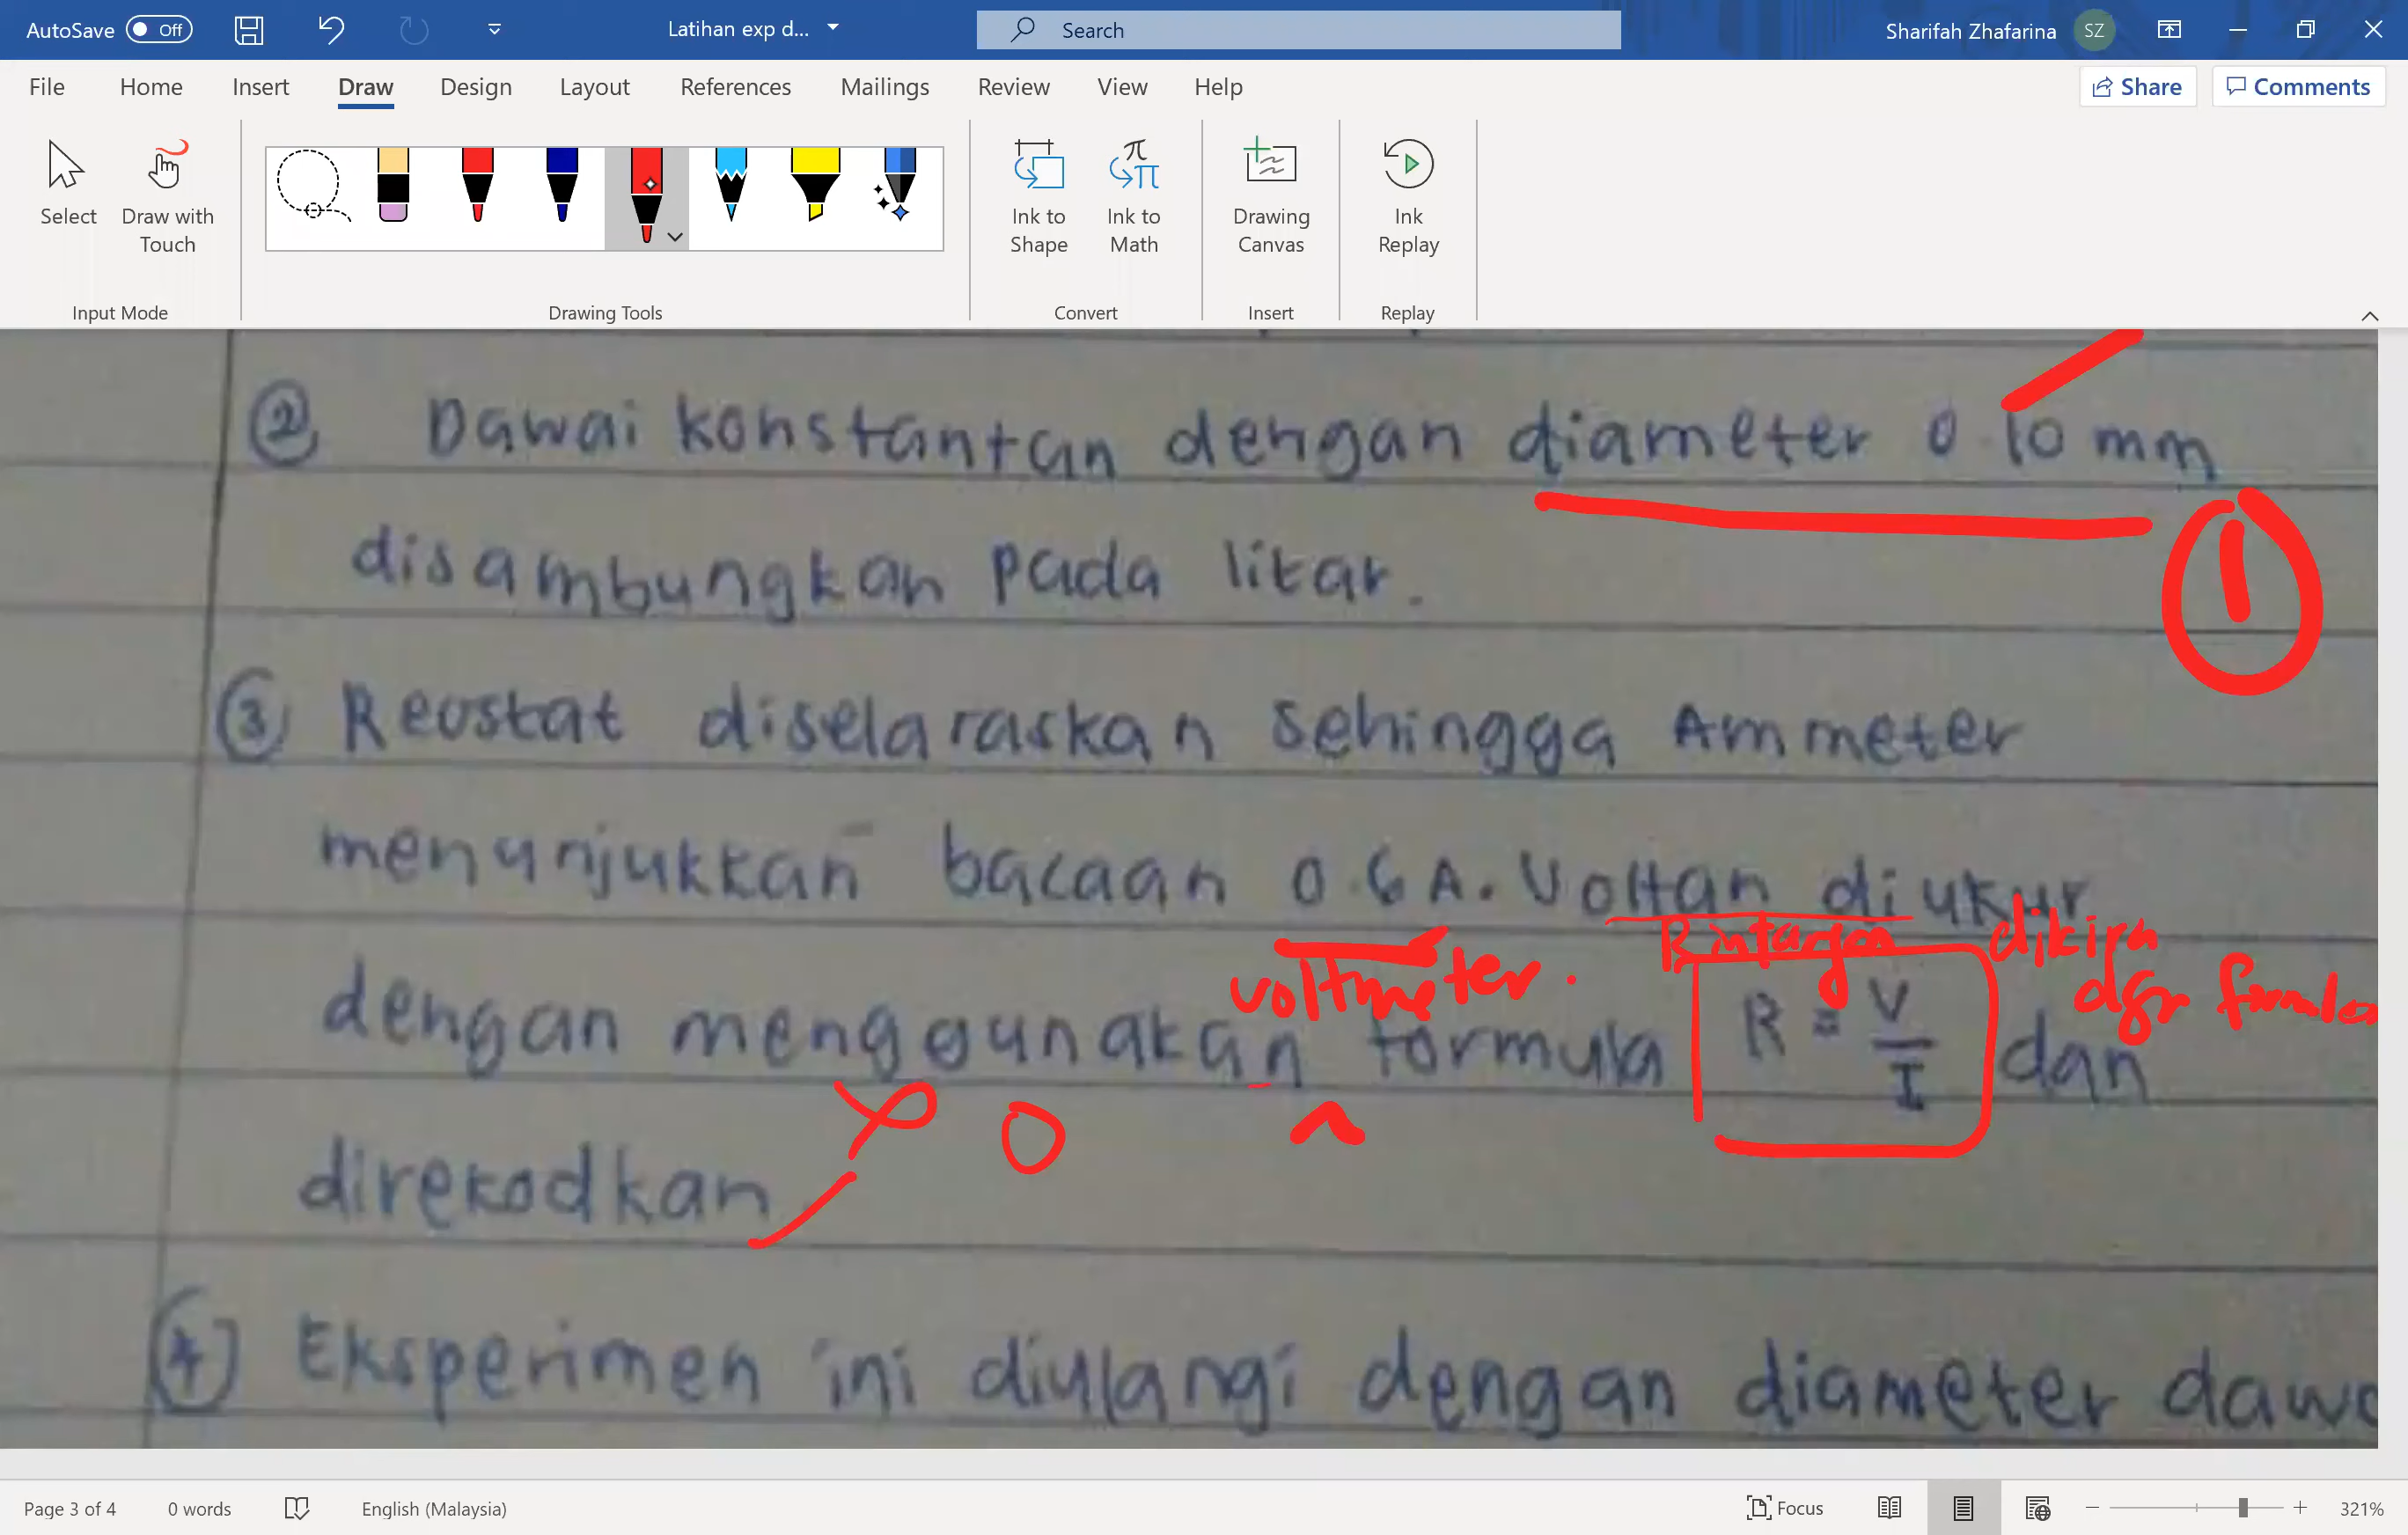 AutoSave Off Latihan exp d... Search Sharifah Zhafarina SZ
File Home Insert Draw Design Layout References Mailings Review View Help Share Comments
Select Draw with Touch Ink to Shape Ink to Math Drawing Canvas Ink Replay
Input Mode Drawing Tools Convert Insert Replay
② Dawai konstantan dengan diameter 0.10 mm
①
disambungkan pada litar.
③ Reostat diselaraskan sehingga Ammeter
menunjukkan bacaan 0.6 A. Voltan diukur
voltmeter. Rintangan dikira dgn formula
dengan menggunakan formula R = V/I dan
direkodkan
④ Eksperimen ini diulangi dengan diameter
Page 3 of 4 0 words English (Malaysia) Focus 321%